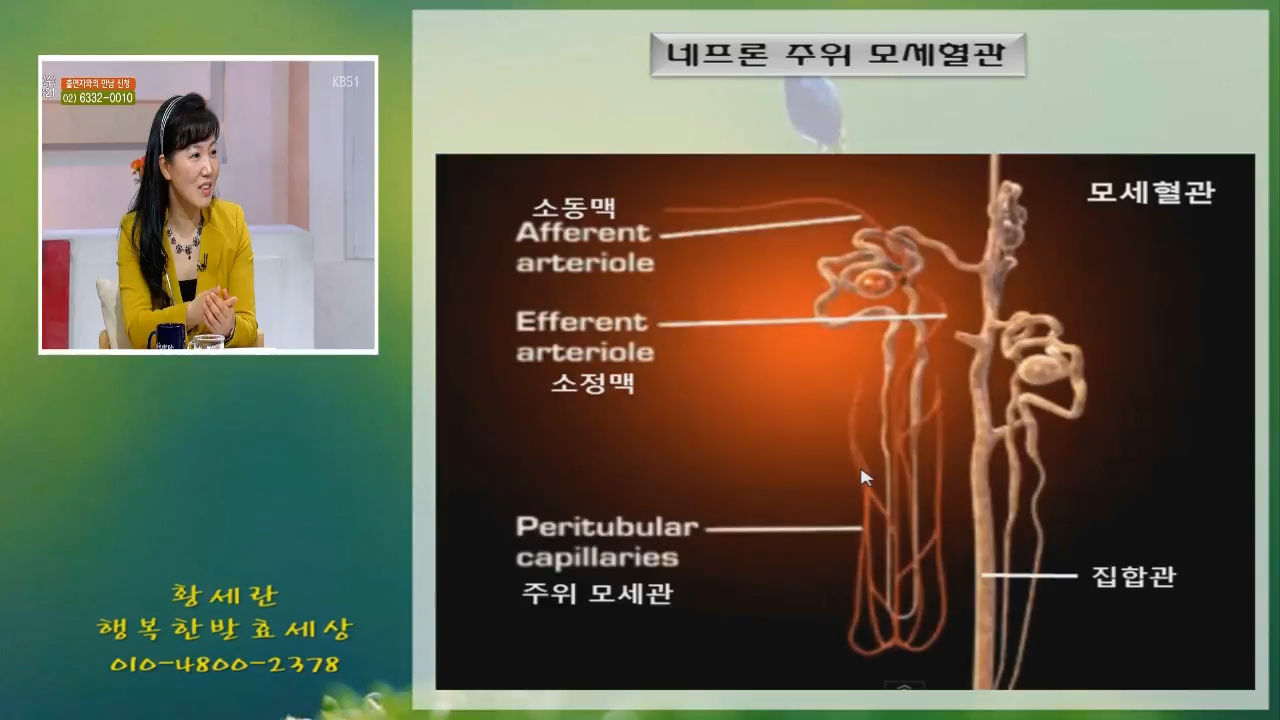 네프론 주위 모세혈관
출연자와의 만남 신청
02) 6332-0010
KBS1
소동맥
Afferent
arteriole
모세혈관
Efferent
arteriole
소정맥
Peritubular
capillaries
주위 모세관
집합관
황세란
행복한발효세상
010-4800-2378